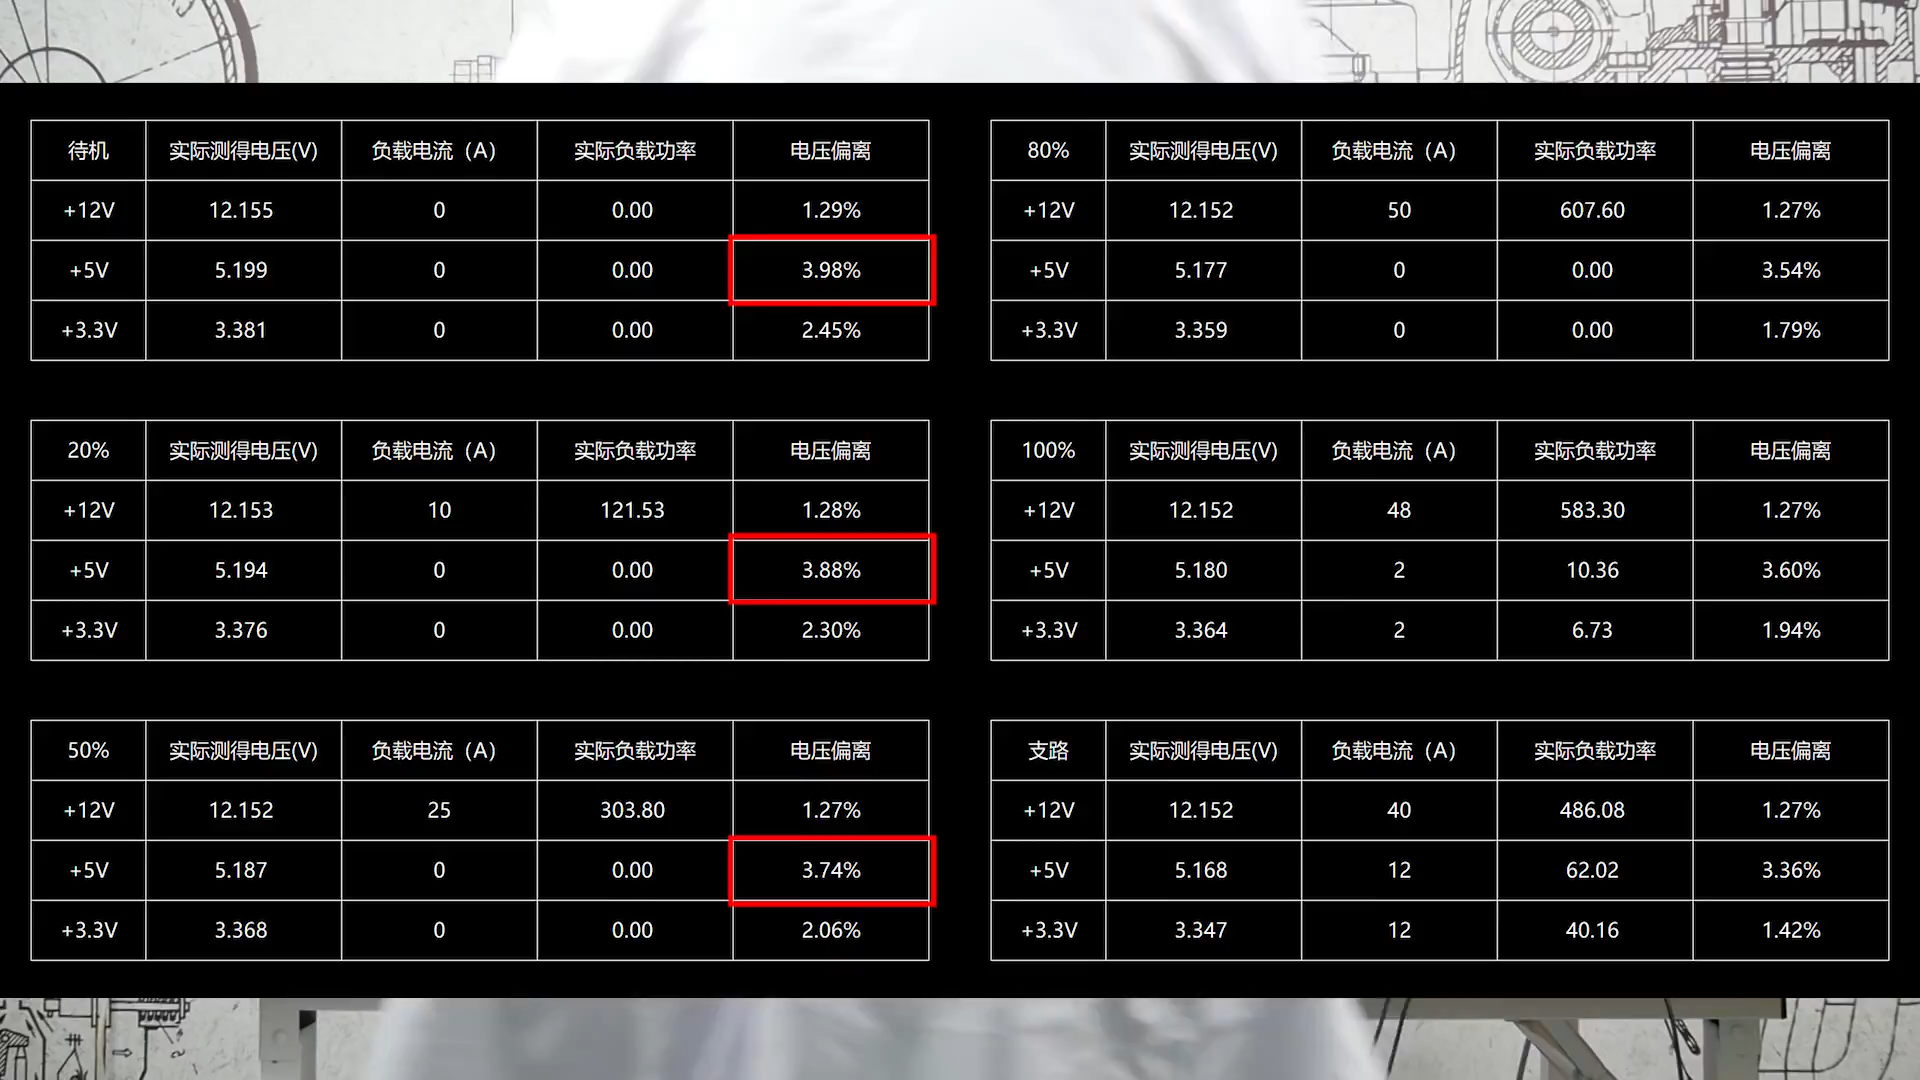 待机 实际测得电压(V) 负载电流（A） 实际负载功率 电压偏离
+12V 12.155 0 0.00 1.29%
+5V 5.199 0 0.00 3.98%
+3.3V 3.381 0 0.00 2.45%
20% 实际测得电压(V) 负载电流（A） 实际负载功率 电压偏离
+12V 12.153 10 121.53 1.28%
+5V 5.194 0 0.00 3.88%
+3.3V 3.376 0 0.00 2.30%
50% 实际测得电压(V) 负载电流（A） 实际负载功率 电压偏离
+12V 12.152 25 303.80 1.27%
+5V 5.187 0 0.00 3.74%
+3.3V 3.368 0 0.00 2.06%
80% 实际测得电压(V) 负载电流（A） 实际负载功率 电压偏离
+12V 12.152 50 607.60 1.27%
+5V 5.177 0 0.00 3.54%
+3.3V 3.359 0 0.00 1.79%
100% 实际测得电压(V) 负载电流（A） 实际负载功率 电压偏离
+12V 12.152 48 583.30 1.27%
+5V 5.180 2 10.36 3.60%
+3.3V 3.364 2 6.73 1.94%
支路 实际测得电压(V) 负载电流（A） 实际负载功率 电压偏离
+12V 12.152 40 486.08 1.27%
+5V 5.168 12 62.02 3.36%
+3.3V 3.347 12 40.16 1.42%